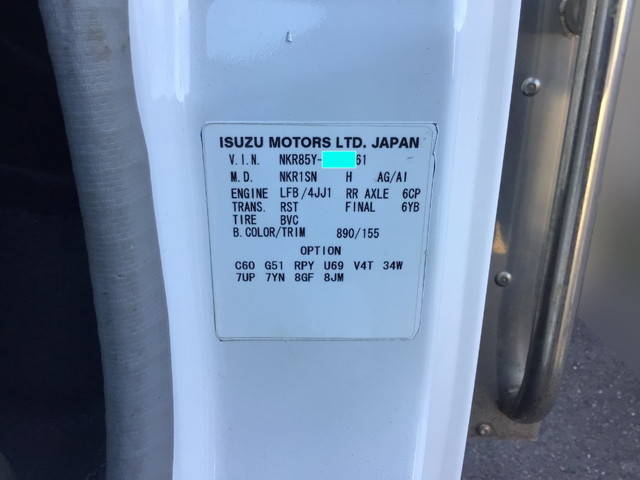 ISUZU MOTORS LTD. JAPAN
V.I.N. NKR85Y- 61
M.D. NKR1SN H AG/AI
ENGINE LFB/4JJ1 RR AXLE 6CP
TRANS. RST FINAL 6YB
TIRE BVC
B.COLOR/TRIM 890/155
OPTION
C60 G51 RPY U69 V4T 34W
7UP 7YN 8GF 8JM